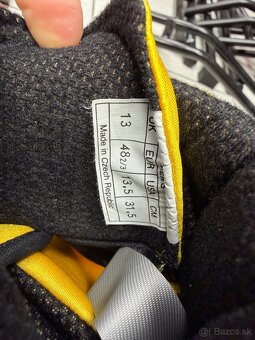 UK EUR US CM
13 48 2/3 13,5 31,5
Made in Czech Republic
Bazos.sk